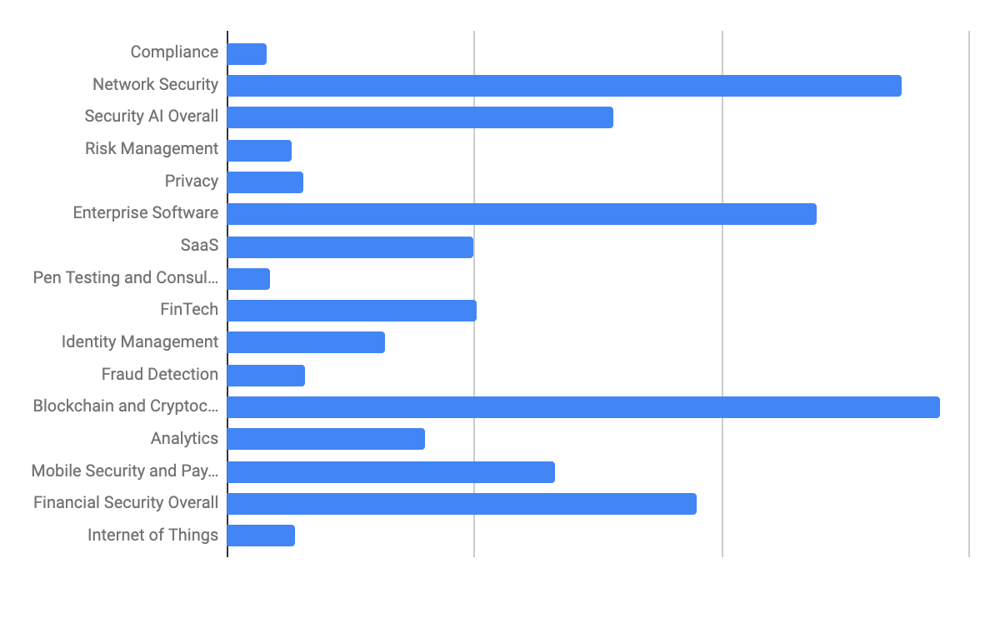 Compliance
Network Security
Security AI Overall
Risk Management
Privacy
Enterprise Software
SaaS
Pen Testing and Consul...
FinTech
Identity Management
Fraud Detection
Blockchain and Cryptoc...
Analytics
Mobile Security and Pay...
Financial Security Overall
Internet of Things